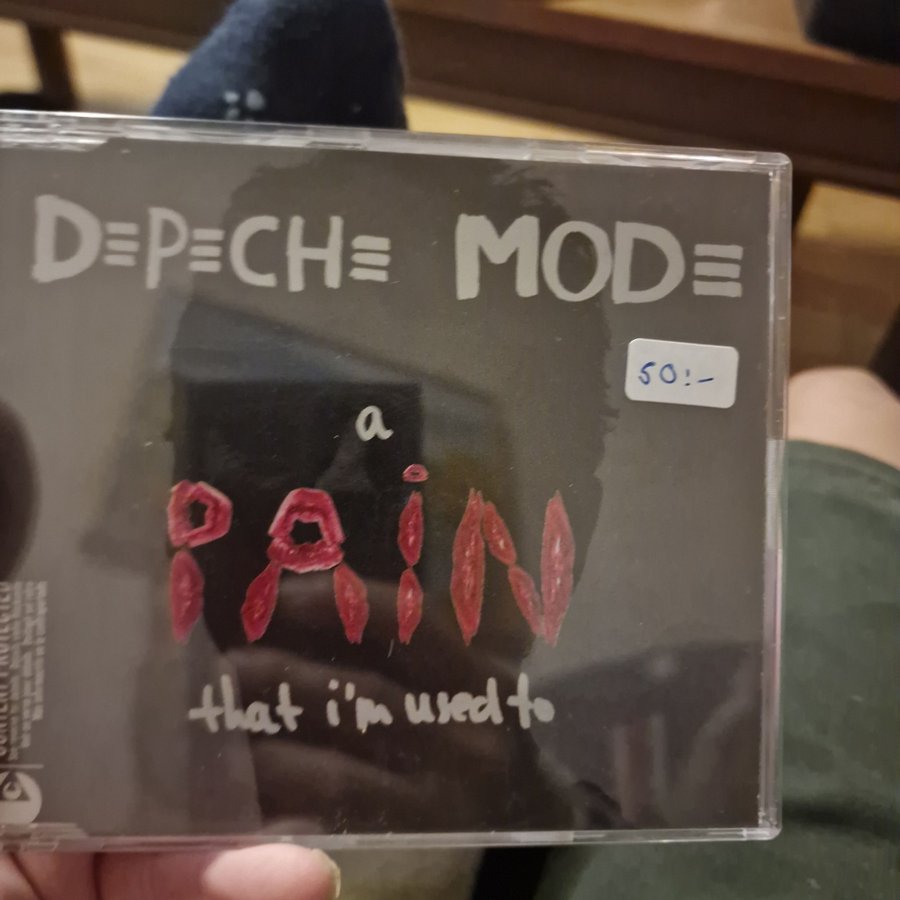 DEPECHE MODE
50:-
a
PAiN
that i'm used to